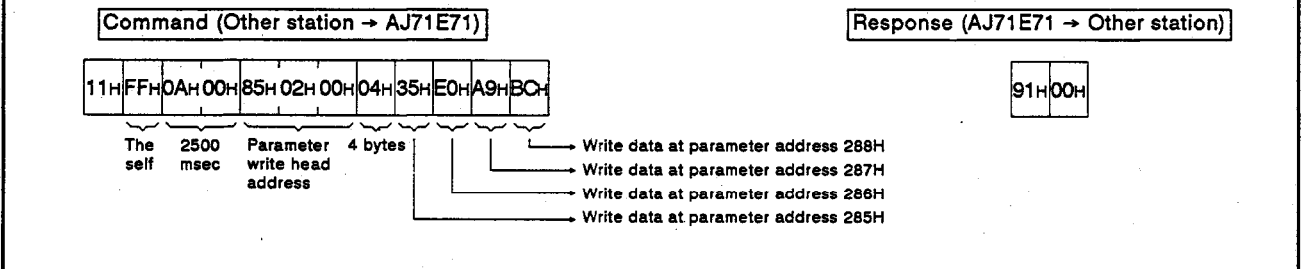 Command (Other station → AJ71E71)
Response (AJ71E71 → Other station)
11H FFH 0AH 00H 85H 02H 00H 04H 35H E0H A9H BCH
91H 00H
The self
2500 msec
Parameter write head address
4 bytes
Write data at parameter address 288H
Write data at parameter address 287H
Write data at parameter address 286H
Write data at parameter address 285H